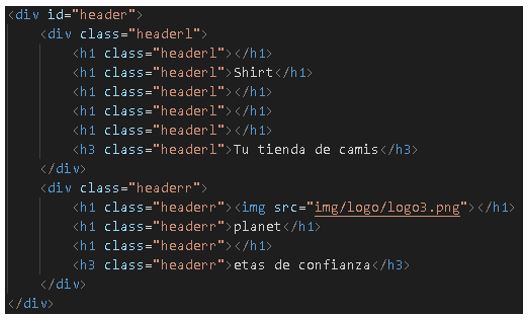 <div id="header">
    <div class="headerl">
        <h1 class="headerl"></h1>
        <h1 class="headerl">Shirt</h1>
        <h1 class="headerl"></h1>
        <h1 class="headerl"></h1>
        <h1 class="headerl"></h1>
        <h3 class="headerl">Tu tienda de camis</h3>
    </div>
    <div class="headerr">
        <h1 class="headerr"><img src="img/logo/logo3.png"></h1>
        <h1 class="headerr">planet</h1>
        <h1 class="headerr"></h1>
        <h3 class="headerr">etas de confianza</h3>
    </div>
</div>